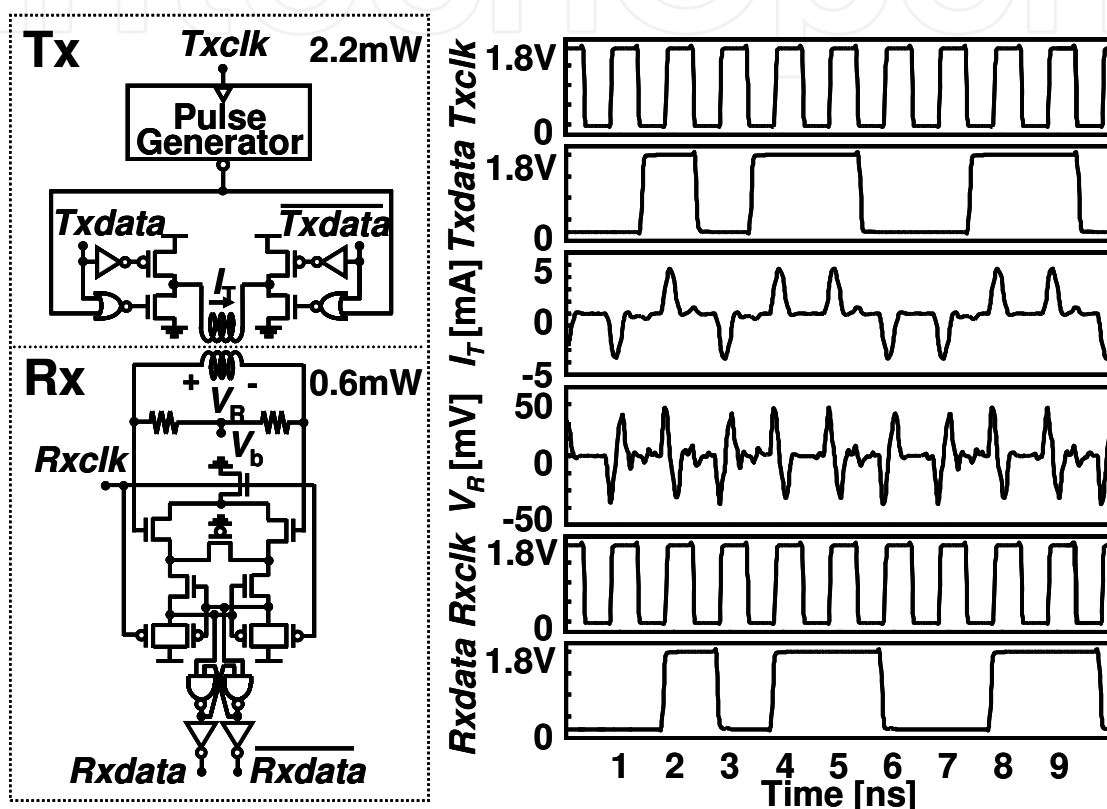 Tx
Txclk
2.2mW
Pulse
Generator
Txdata
Txdata
I_T
Rx
0.6mW
+ -
V_R
V_b
Rxclk
Rxdata
Rxdata
Txclk
1.8V
0
Txdata
1.8V
0
I_T [mA]
5
0
-5
V_R [mV]
50
0
-50
Rxclk
1.8V
0
Rxdata
1.8V
0
1 2 3 4 5 6 7 8 9
Time [ns]